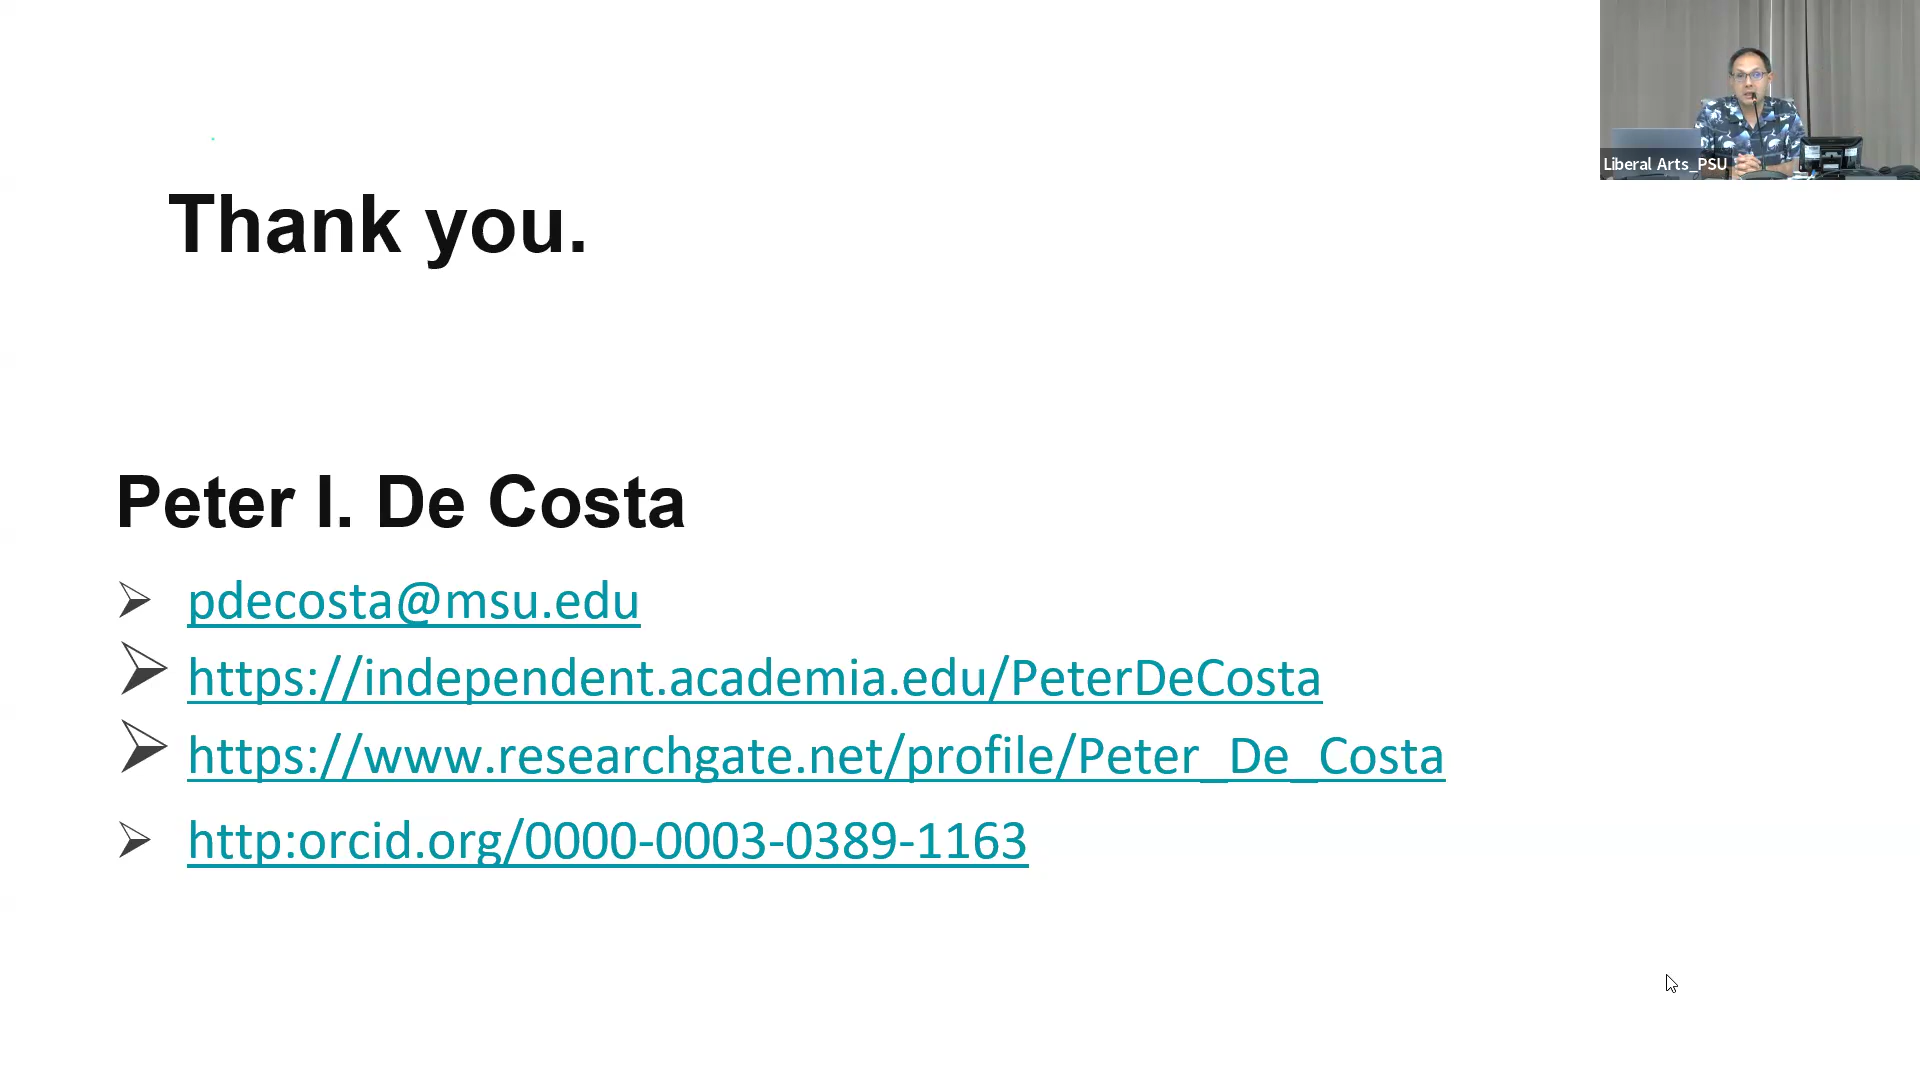 Liberal Arts_PSU
Thank you.
Peter I. De Costa
pdecosta@msu.edu
https://independent.academia.edu/PeterDeCosta
https://www.researchgate.net/profile/Peter_De_Costa
http:orcid.org/0000-0003-0389-1163